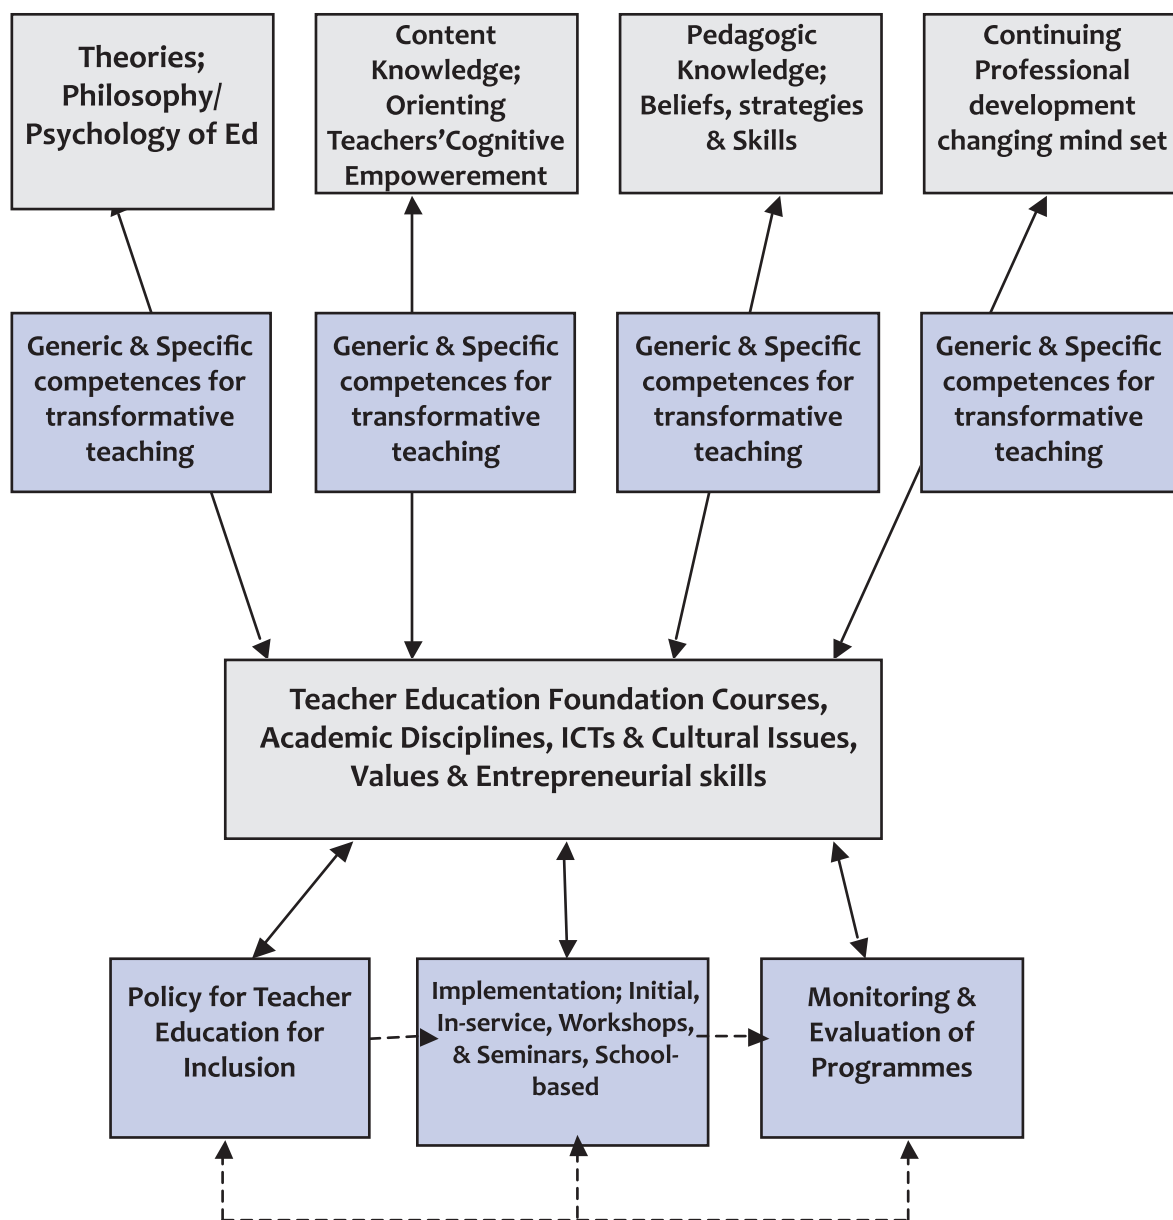 Theories;
Philosophy/
Psychology of Ed
Content
Knowledge;
Orienting
Teachers’Cognitive
Empowerement
Pedagogic
Knowledge;
Beliefs, strategies
& Skills
Continuing
Professional
development
changing mind set
Generic & Specific
competences for
transformative
teaching
Generic & Specific
competences for
transformative
teaching
Generic & Specific
competences for
transformative
teaching
Generic & Specific
competences for
transformative
teaching
Teacher Education Foundation Courses,
Academic Disciplines, ICTs & Cultural Issues,
Values & Entrepreneurial skills
Policy for Teacher
Education for
Inclusion
Implementation; Initial,
In-service, Workshops,
& Seminars, School-
based
Monitoring &
Evaluation of
Programmes